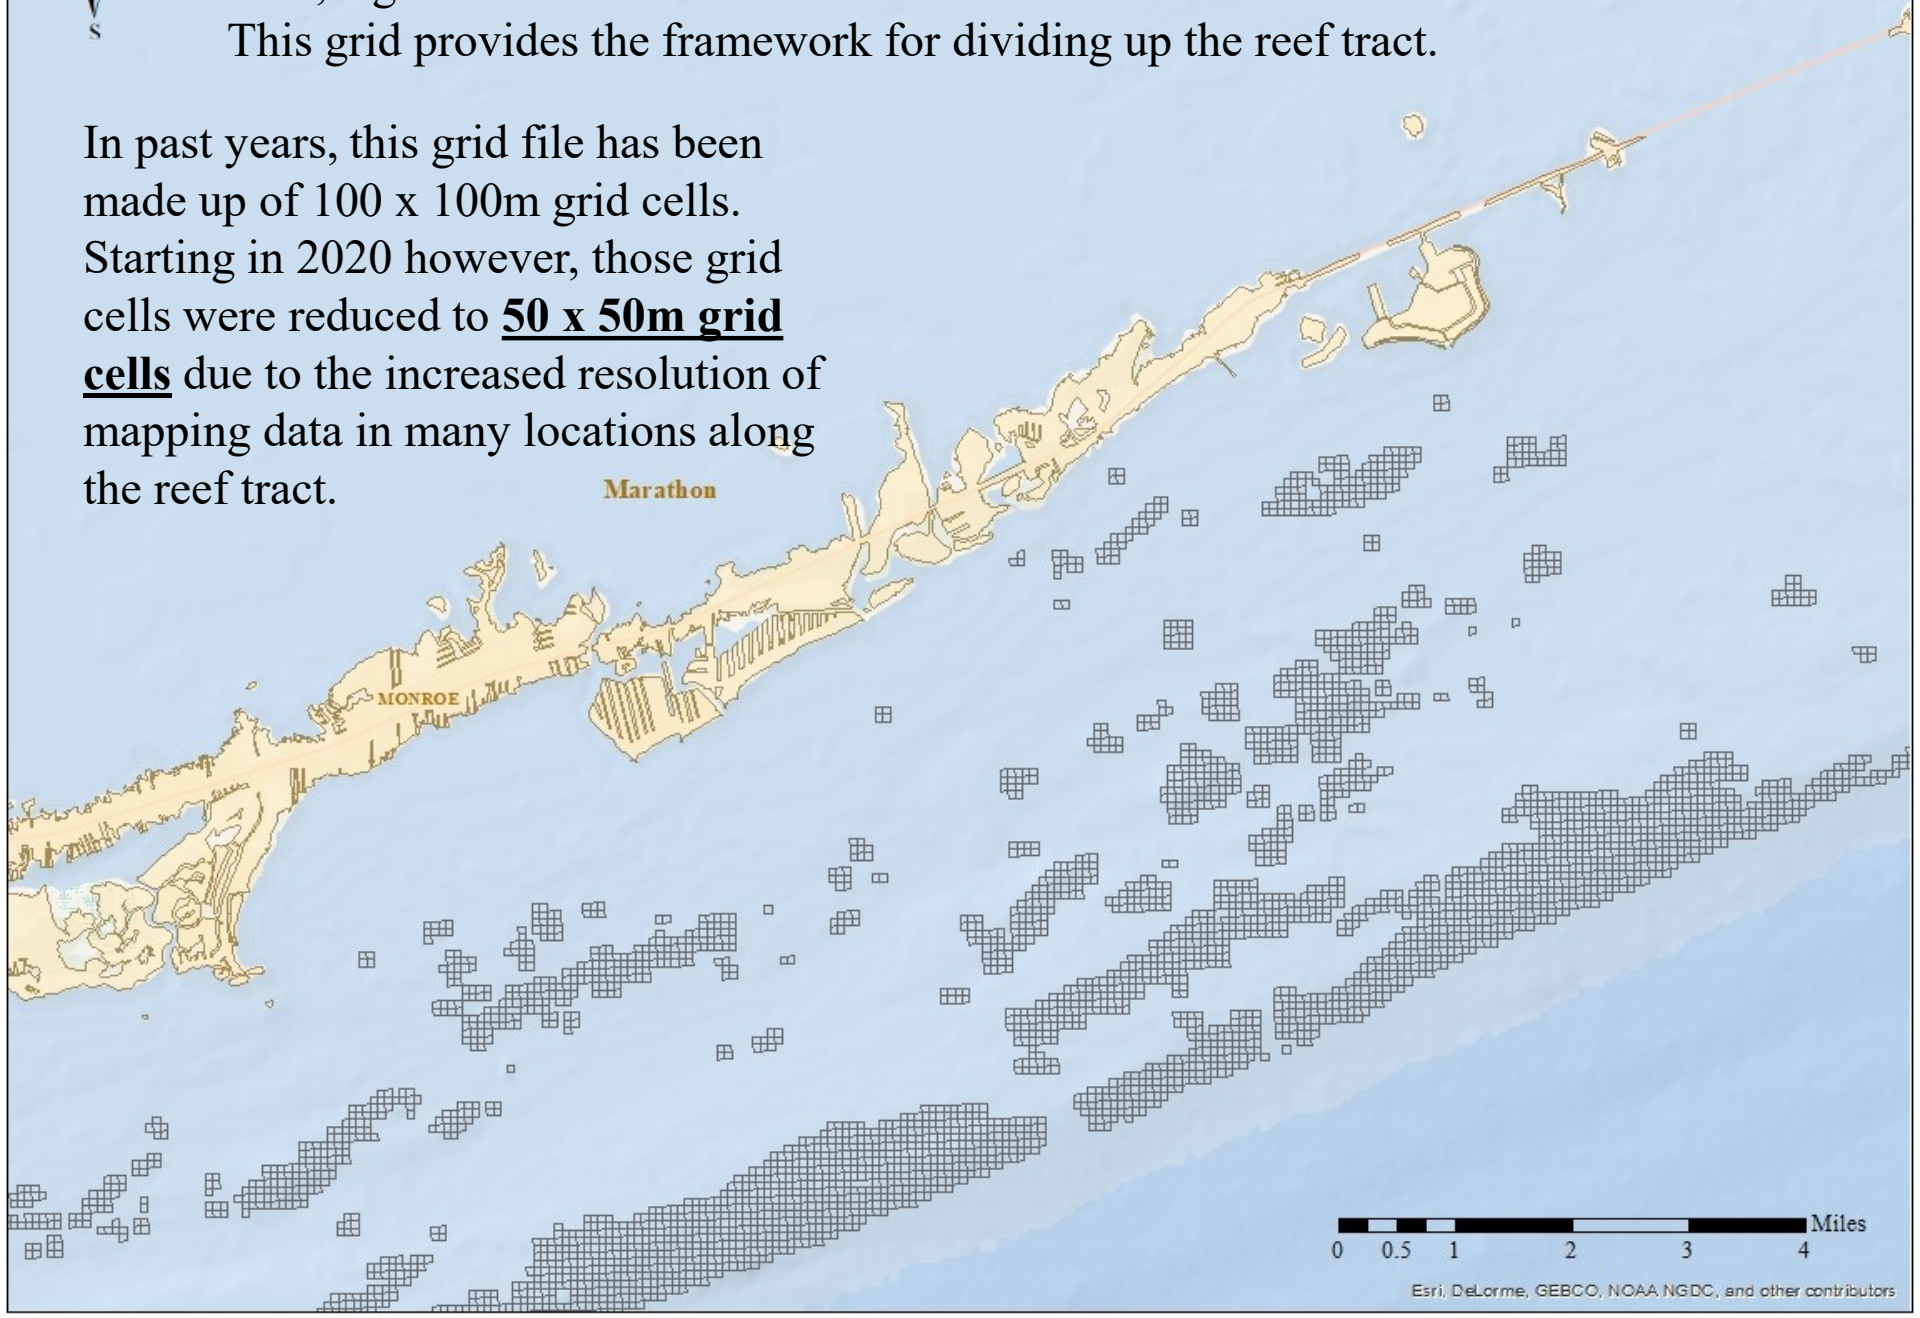 S
This grid provides the framework for dividing up the reef tract.
In past years, this grid file has been
made up of 100 x 100m grid cells.
Starting in 2020 however, those grid
cells were reduced to 50 x 50m grid
cells due to the increased resolution of
mapping data in many locations along
the reef tract.
Marathon
MONROE
Miles
0 0.5 1 2 3 4
Esri, DeLorme, GEBCO, NOAA NGDC, and other contributors